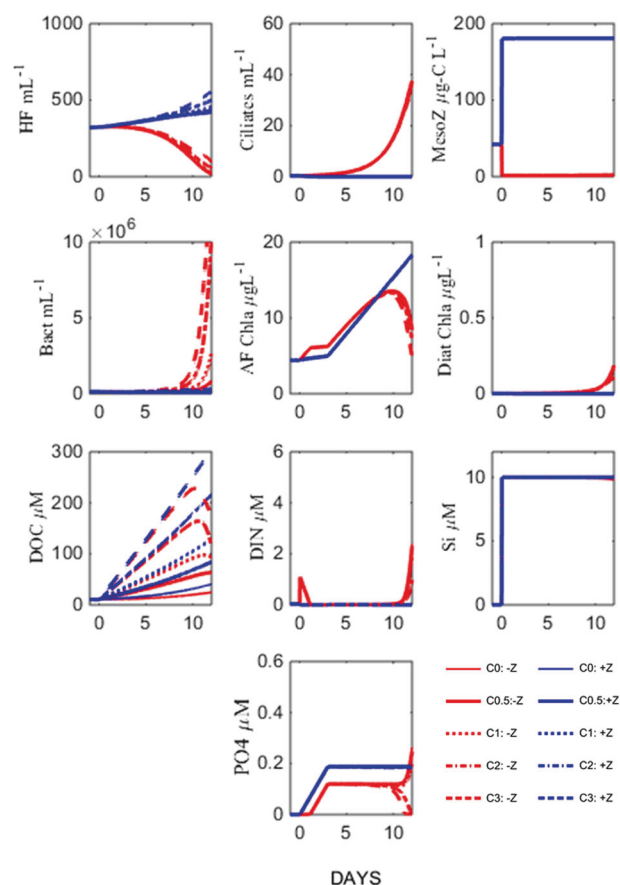 1000
500
0
HF mL-1
0 5 10
60
40
20
0
Ciliates mL-1
0 5 10
200
100
0
MesoZ µg-C L-1
0 5 10
× 10^6
10
5
0
Bact mL-1
0 5 10
20
10
0
AF Chla µgL-1
0 5 10
1
0.5
0
Diat Chla µgL-1
0 5 10
300
200
100
0
DOC µM
0 5 10
6
4
2
0
DIN µM
0 5 10
10
5
0
Si µM
0 5 10
0.6
0.4
0.2
0
PO4 µM
0 5 10
C0: -Z C0: +Z
C0.5:-Z C0.5:+Z
C1: -Z C1: +Z
C2: -Z C2: +Z
C3: -Z C3: +Z
DAYS